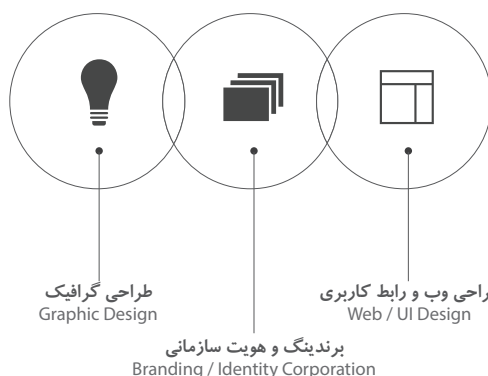 طراحی گرافیک
Graphic Design
راحی وب و رابط کاربری
Web / UI Design
برندینگ و هویت سازمانی
Branding / Identity Corporation